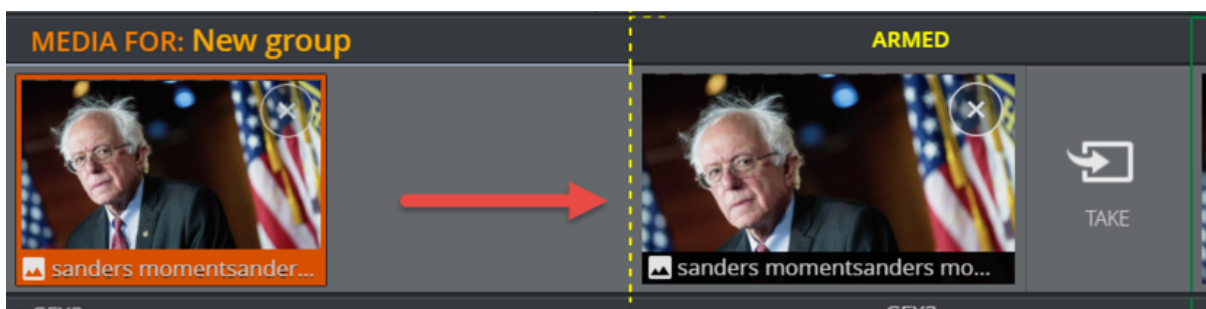 MEDIA FOR: New group
ARMED
sanders momentsander...
sanders momentsanders mo...
TAKE